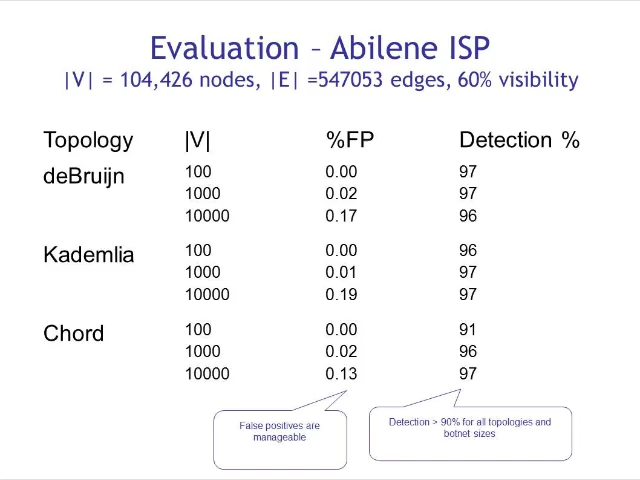 Evaluation – Abilene ISP
|V| = 104,426 nodes, |E| =547053 edges, 60% visibility
Topology |V| %FP Detection %
deBruijn 100 0.00 97
1000 0.02 97
10000 0.17 96
Kademlia 100 0.00 96
1000 0.01 97
10000 0.19 97
Chord 100 0.00 91
1000 0.02 96
10000 0.13 97
False positives are
manageable
Detection > 90% for all topologies and
botnet sizes